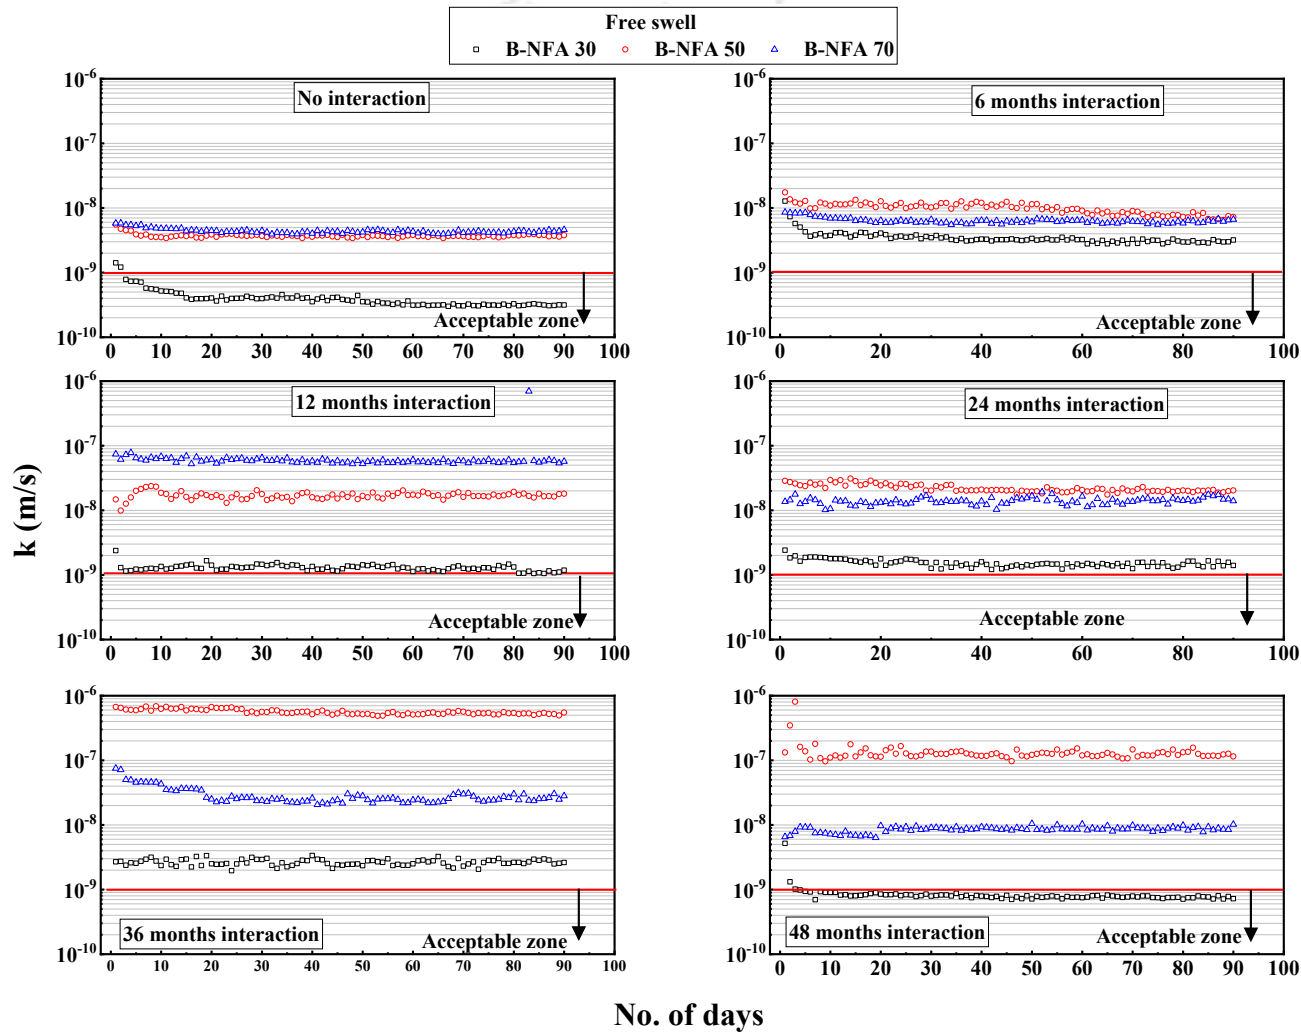 Free swell
B-NFA 30 B-NFA 50 B-NFA 70
No interaction
10-6
10-7
10-8
10-9
10-10
Acceptable zone
0 10 20 30 40 50 60 70 80 90 100
6 months interaction
10-6
10-7
10-8
10-9
10-10
Acceptable zone
0 20 40 60 80 100
12 months interaction
10-6
10-7
10-8
10-9
10-10
Acceptable zone
0 10 20 30 40 50 60 70 80 90 100
24 months interaction
10-6
10-7
10-8
10-9
10-10
Acceptable zone
0 20 40 60 80 100
k (m/s)
10-6
10-7
10-8
10-9
10-10
36 months interaction
Acceptable zone
0 10 20 30 40 50 60 70 80 90 100
10-6
10-7
10-8
10-9
10-10
48 months interaction
Acceptable zone
0 10 20 30 40 50 60 70 80 90 100
No. of days